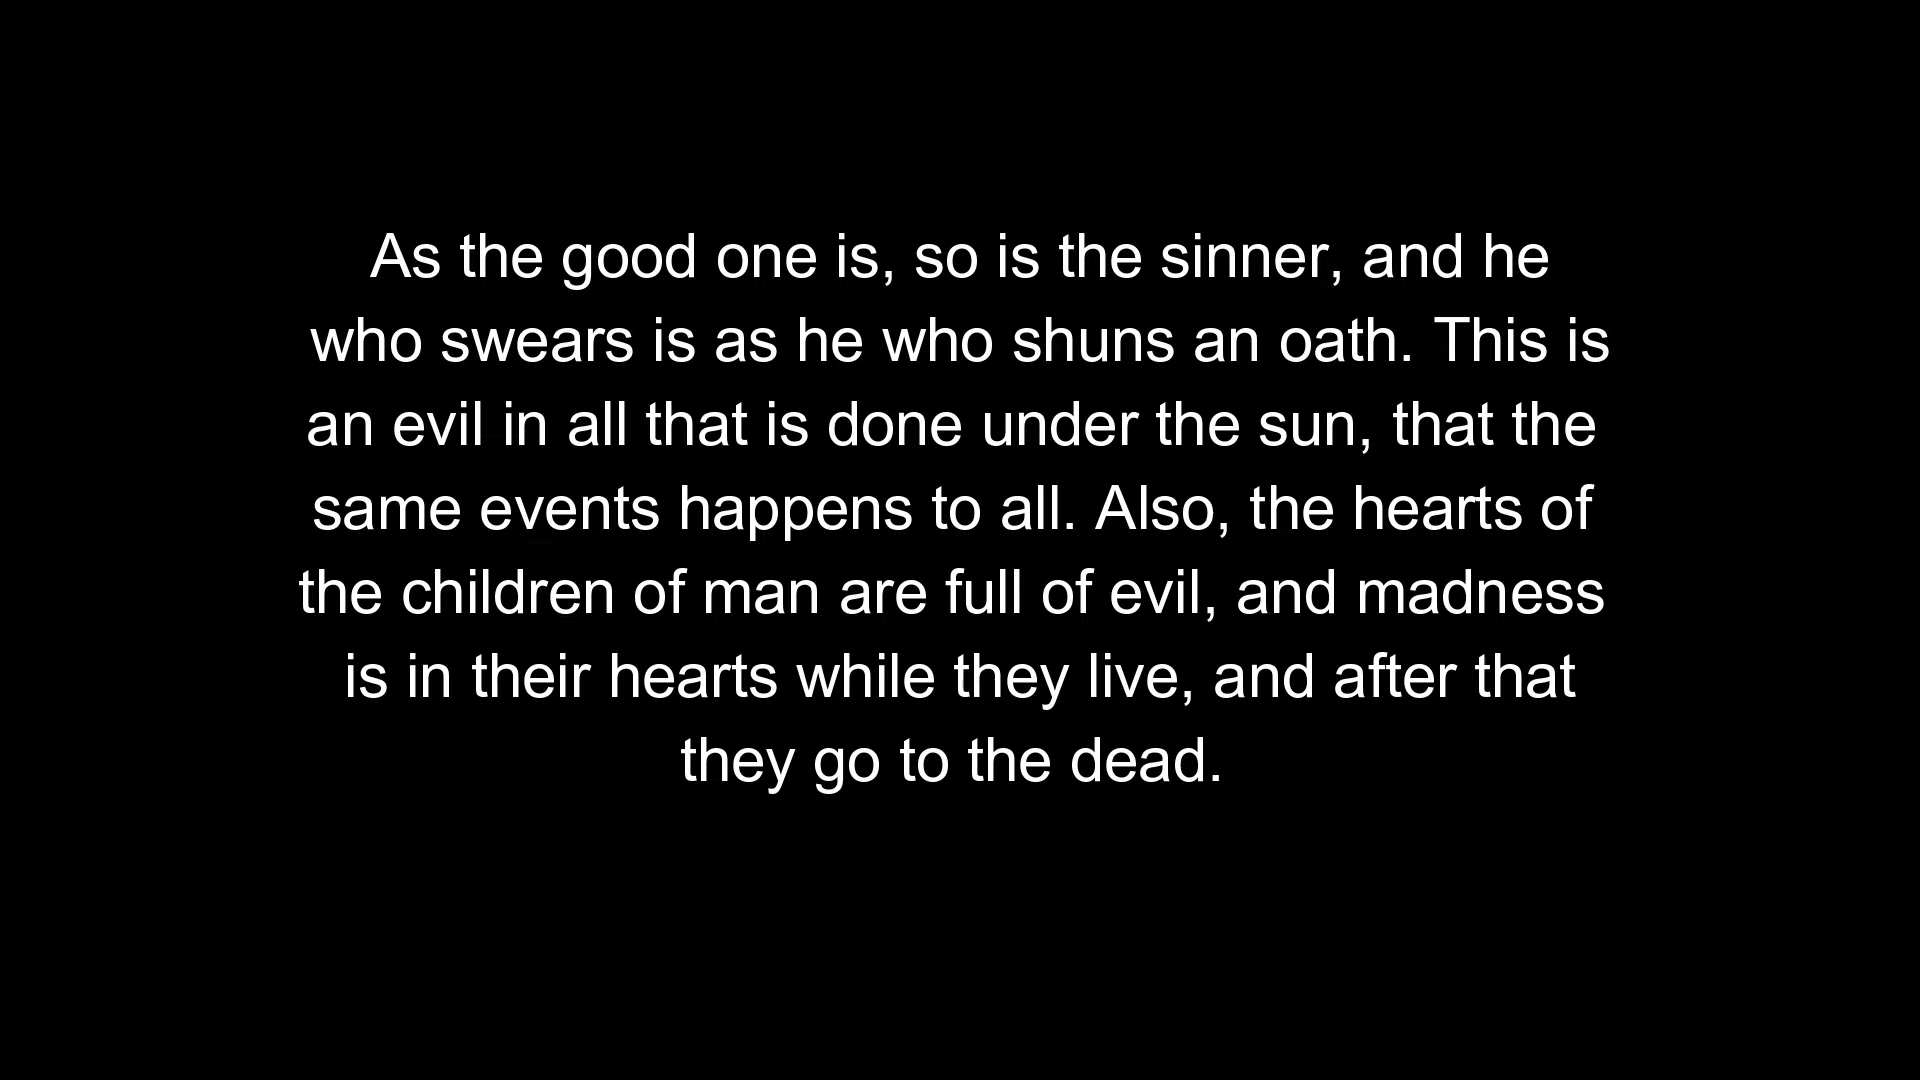 As the good one is, so is the sinner, and he
who swears is as he who shuns an oath. This is
an evil in all that is done under the sun, that the
same events happens to all. Also, the hearts of
the children of man are full of evil, and madness
is in their hearts while they live, and after that
they go to the dead.